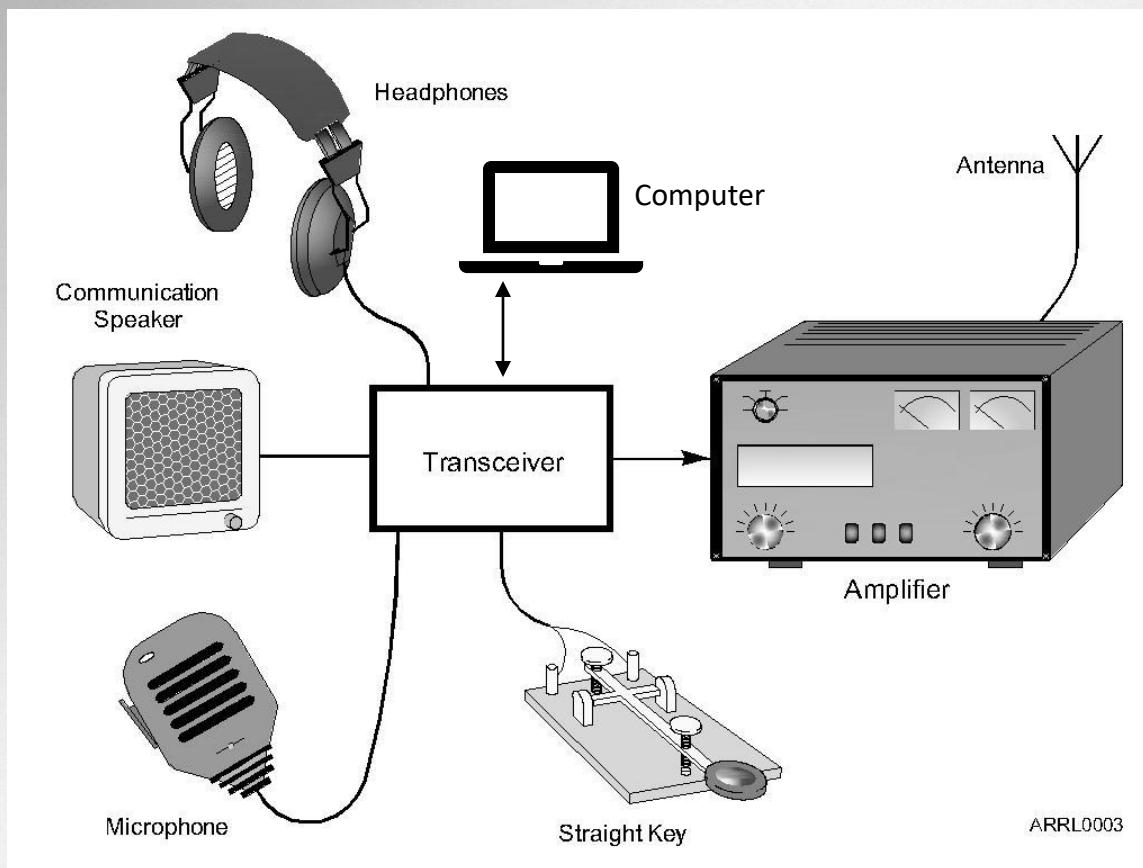 Headphones
Computer
Antenna
Communication
Speaker
Transceiver
Amplifier
Microphone
Straight Key
ARRL0003